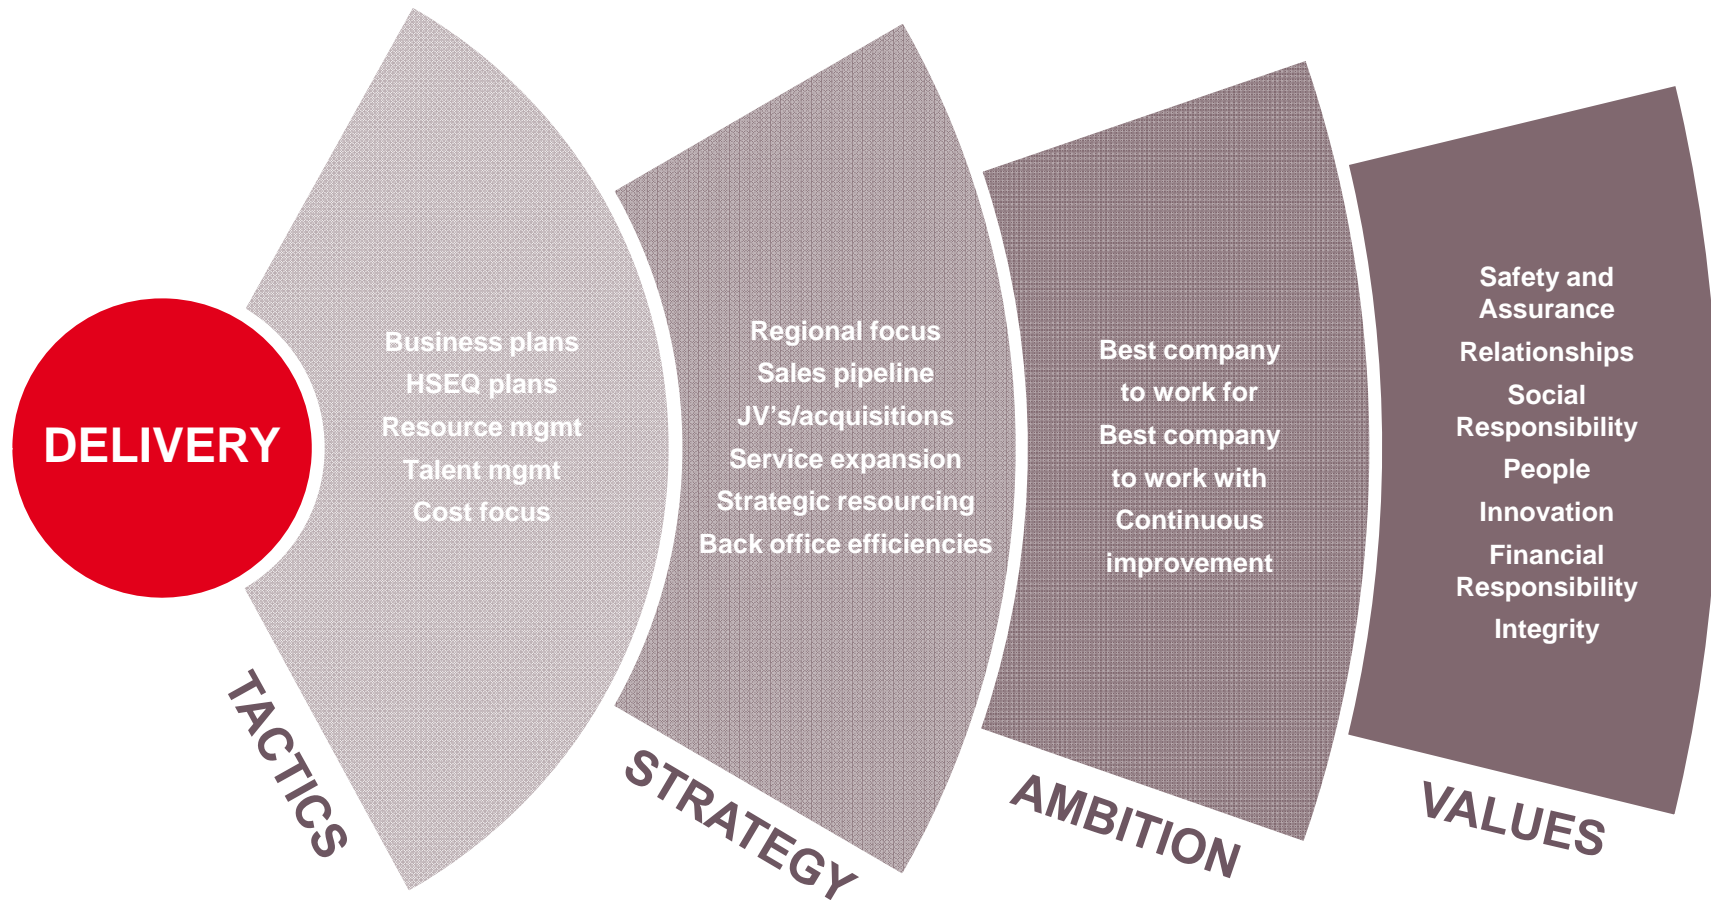 DELIVERY
Business plans
HSEQ plans
Resource mgmt
Talent mgmt
Cost focus
TACTICS
Regional focus
Sales pipeline
JV’s/acquisitions
Service expansion
Strategic resourcing
Back office efficiencies
STRATEGY
Best company
to work for
Best company
to work with
Continuous
improvement
AMBITION
Safety and
Assurance
Relationships
Social
Responsibility
People
Innovation
Financial
Responsibility
Integrity
VALUES